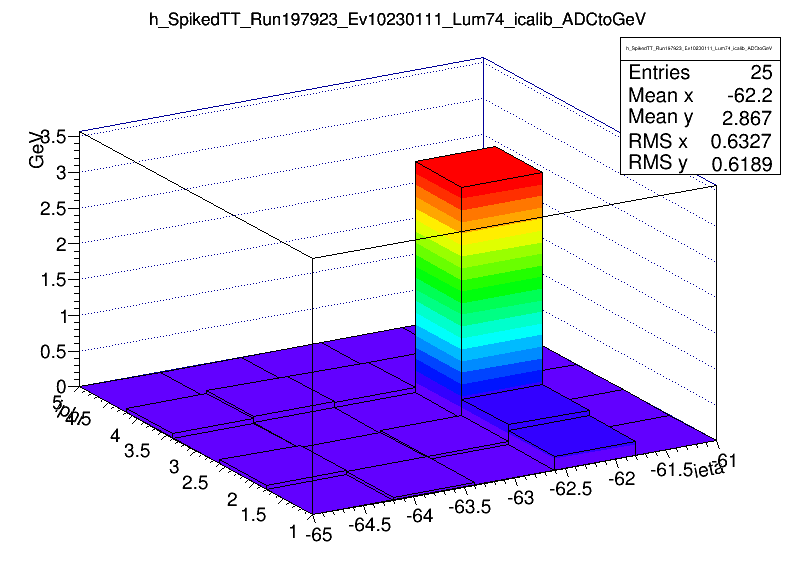 h_SpikedTT_Run197923_Ev10230111_Lum74_icalib_ADCtoGeV
h_SpikedTT_Run197923_Ev10230111_Lum74_icalib_ADCtoGeV
Entries 25
Mean x -62.2
Mean y 2.867
RMS x 0.6327
RMS y 0.6189
GeV
3.5
3
2.5
2
1.5
1
0.5
0
5
4.5
4
3.5
3
2.5
2
1.5
1
iphi
-65
-64.5
-64
-63.5
-63
-62.5
-62
-61.5
-61
ieta